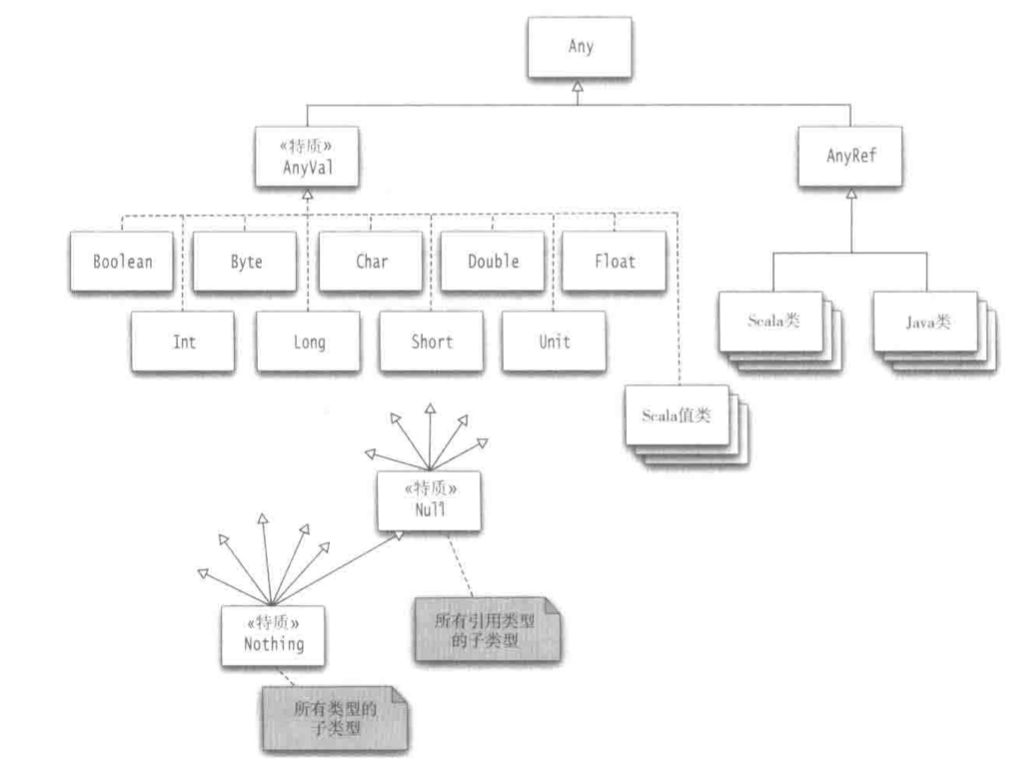 Any
«特质»
AnyVal
AnyRef
Boolean
Byte
Char
Double
Float
Int
Long
Short
Unit
Scala类
Java类
Scala值类
«特质»
Null
所有引用类型
的子类型
«特质»
Nothing
所有类型的
子类型